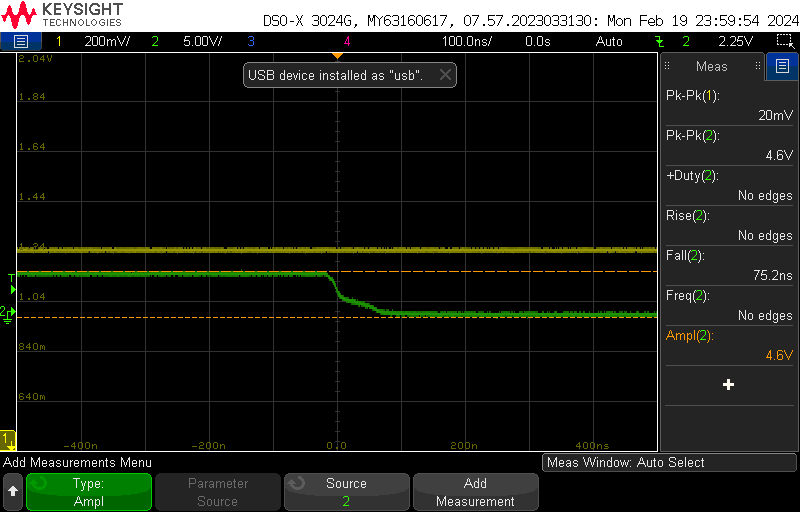 KEYSIGHT
TECHNOLOGIES
DSO-X 3024G, MY63160617, 07.57.2023033130: Mon Feb 19 23:59:54 2024
1 200mV/ 2 5.00V/ 3 4 100.0ns/ 0.0s Auto 2 2.25V
2.04V
USB device installed as "usb".
1.84
1.64
1.44
1.24
1.04
840m
640m
T
2
1
-400n -200n 0.0 200n 400ns
Meas
Pk-Pk(1):
20mV
Pk-Pk(2):
4.6V
+Duty(2):
No edges
Rise(2):
No edges
Fall(2):
75.2ns
Freq(2):
No edges
Ampl(2):
4.6V
Add Measurements Menu
Meas Window: Auto Select
Type:
Ampl
Parameter
Source
Source
2
Add
Measurement